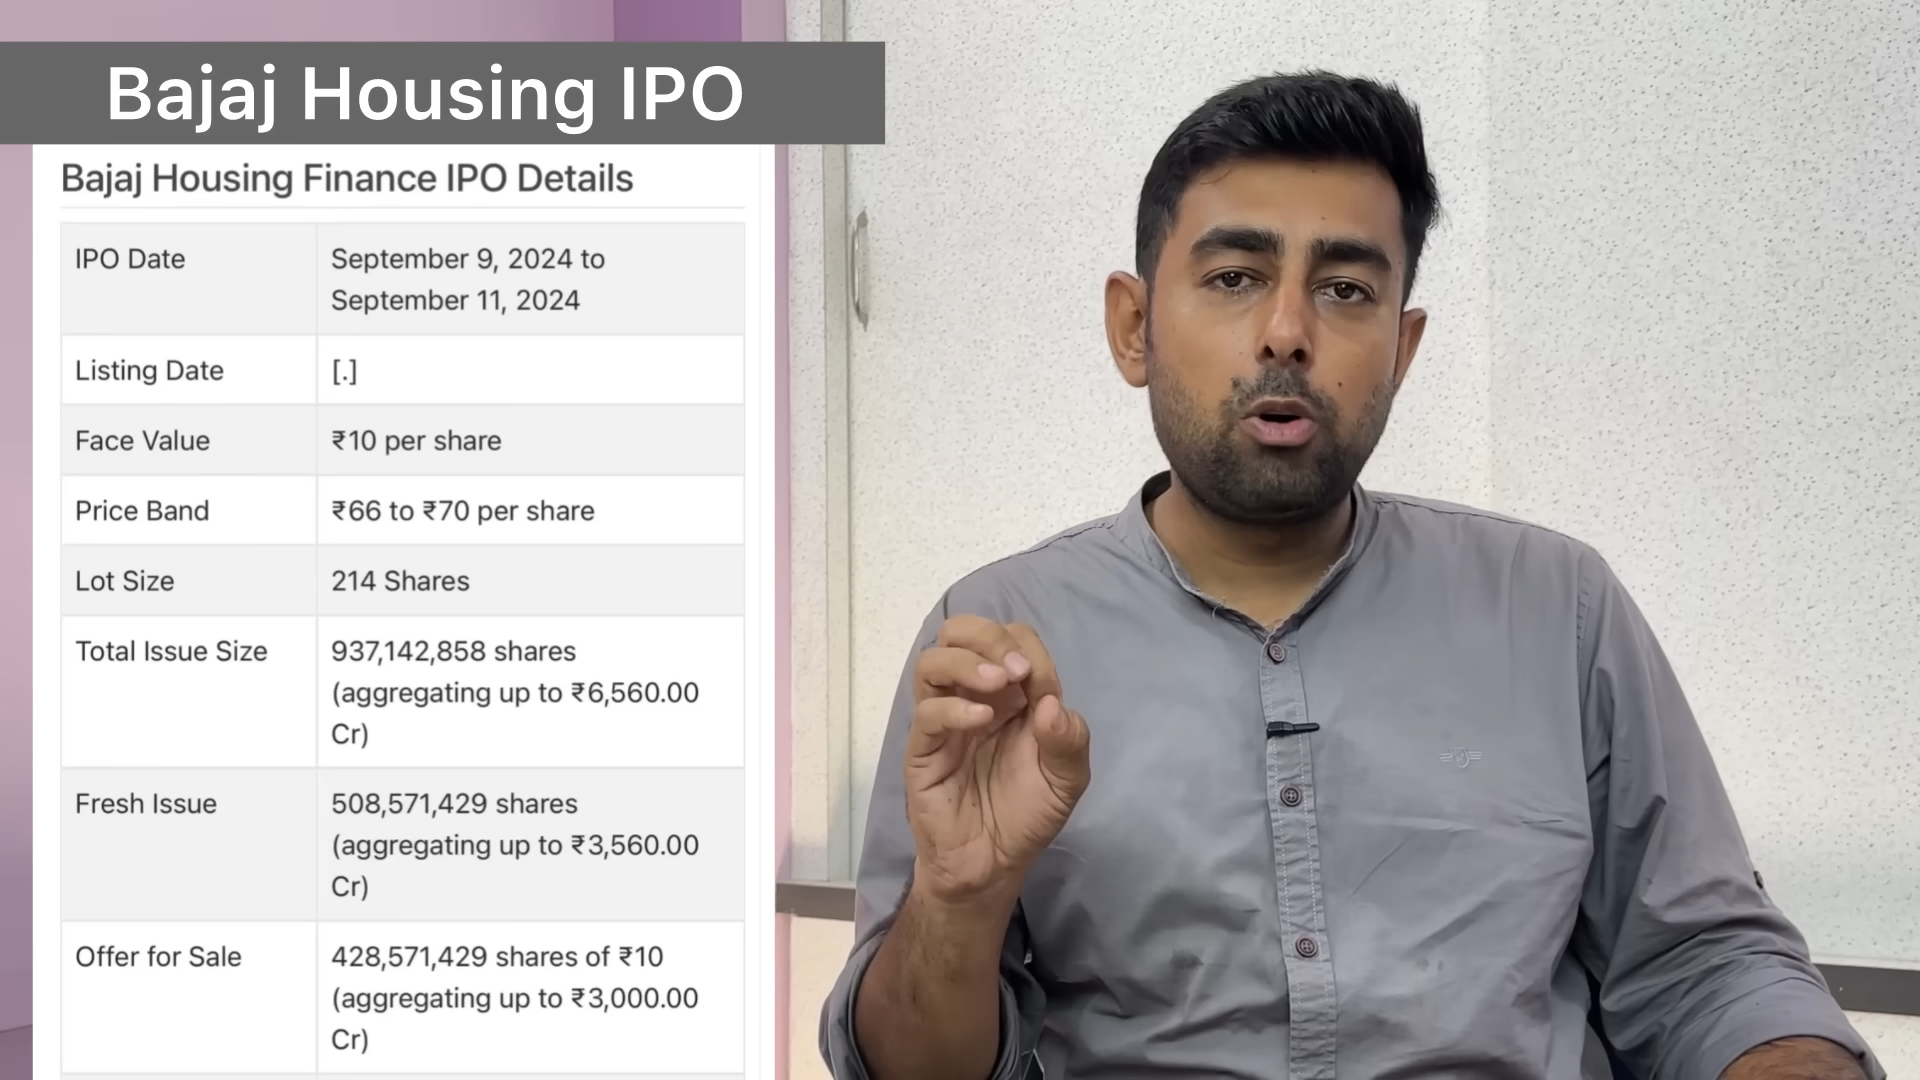 Bajaj Housing IPO
Bajaj Housing Finance IPO Details
IPO Date
September 9, 2024 to
September 11, 2024
Listing Date
[.]
Face Value
₹10 per share
Price Band
₹66 to ₹70 per share
Lot Size
214 Shares
Total Issue Size
937,142,858 shares
(aggregating up to ₹6,560.00
Cr)
Fresh Issue
508,571,429 shares
(aggregating up to ₹3,560.00
Cr)
Offer for Sale
428,571,429 shares of ₹10
(aggregating up to ₹3,000.00
Cr)